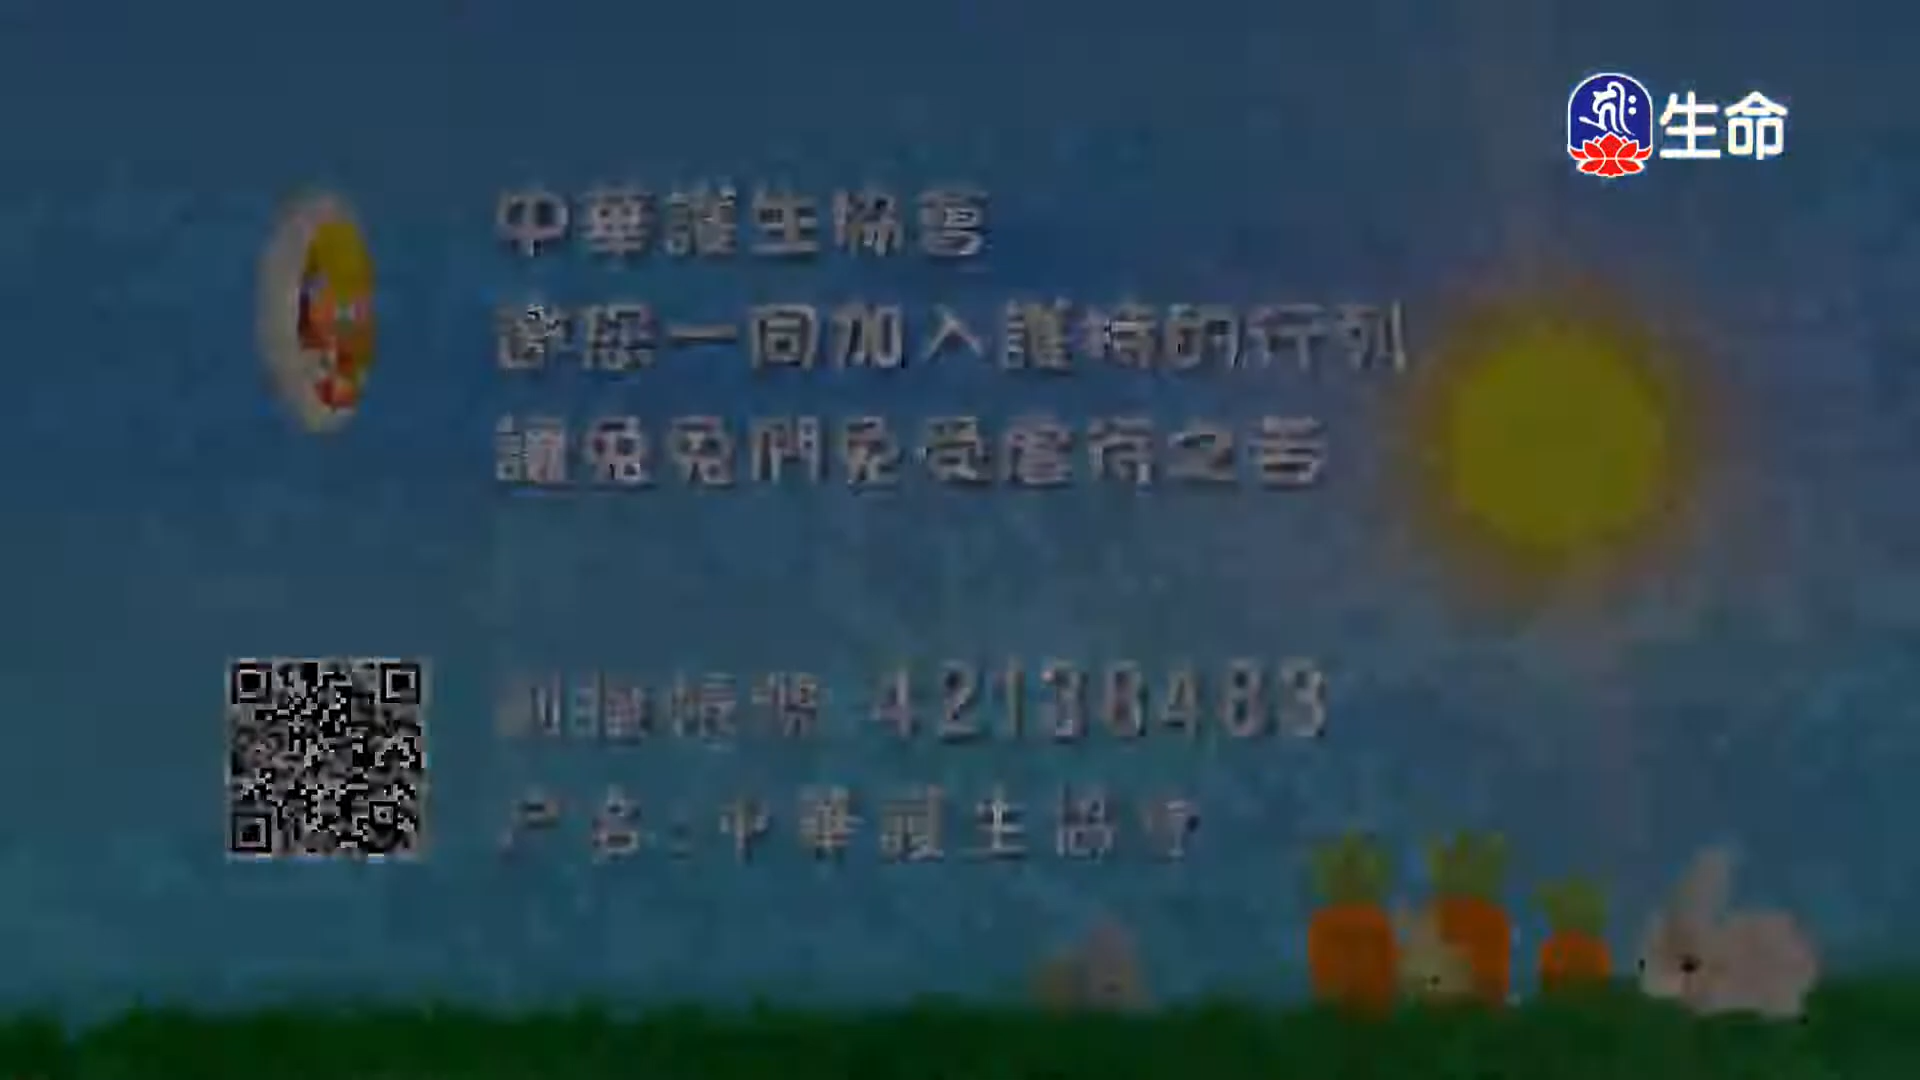 生命
中華護生協會
邀您一同加入護持的行列
讓兔兔們免受虐待之苦
劃撥帳號 42138483
戶名:中華護生協會